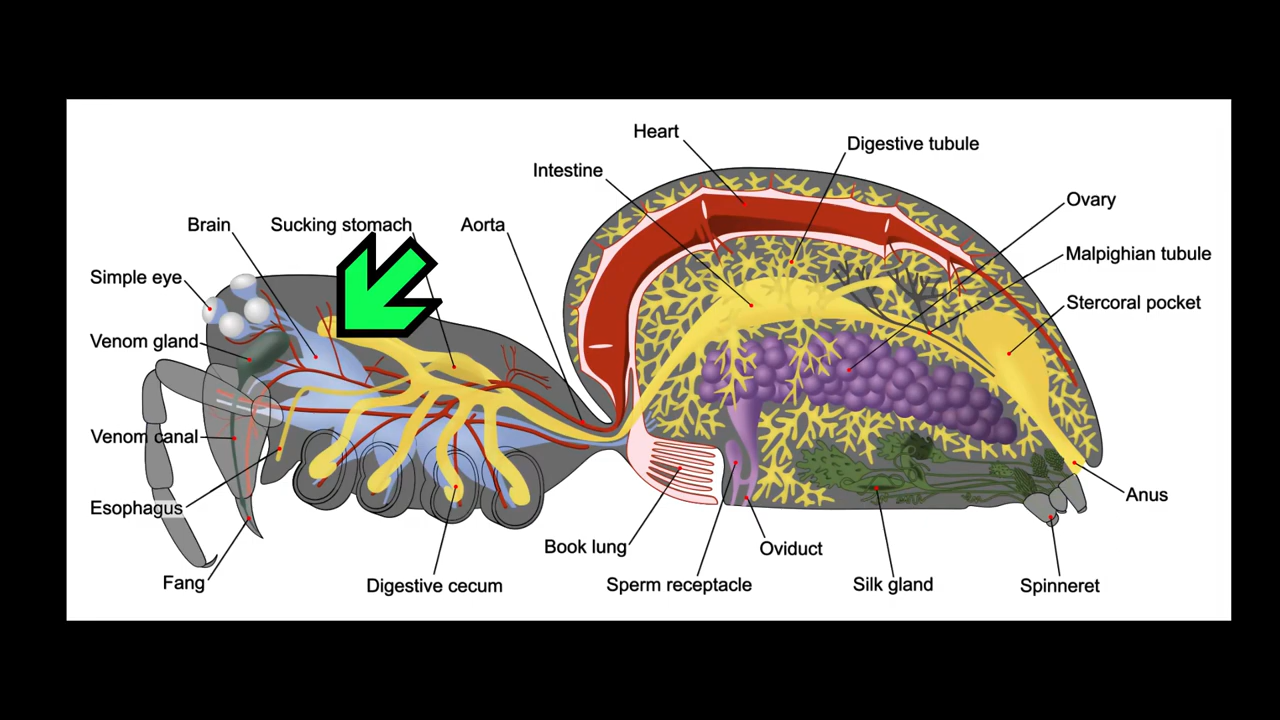 Heart
Digestive tubule
Intestine
Ovary
Brain
Sucking stomach
Aorta
Malpighian tubule
Simple eye
Stercoral pocket
Venom gland
Venom canal
Anus
Esophagus
Book lung
Oviduct
Fang
Digestive cecum
Sperm receptacle
Silk gland
Spinneret